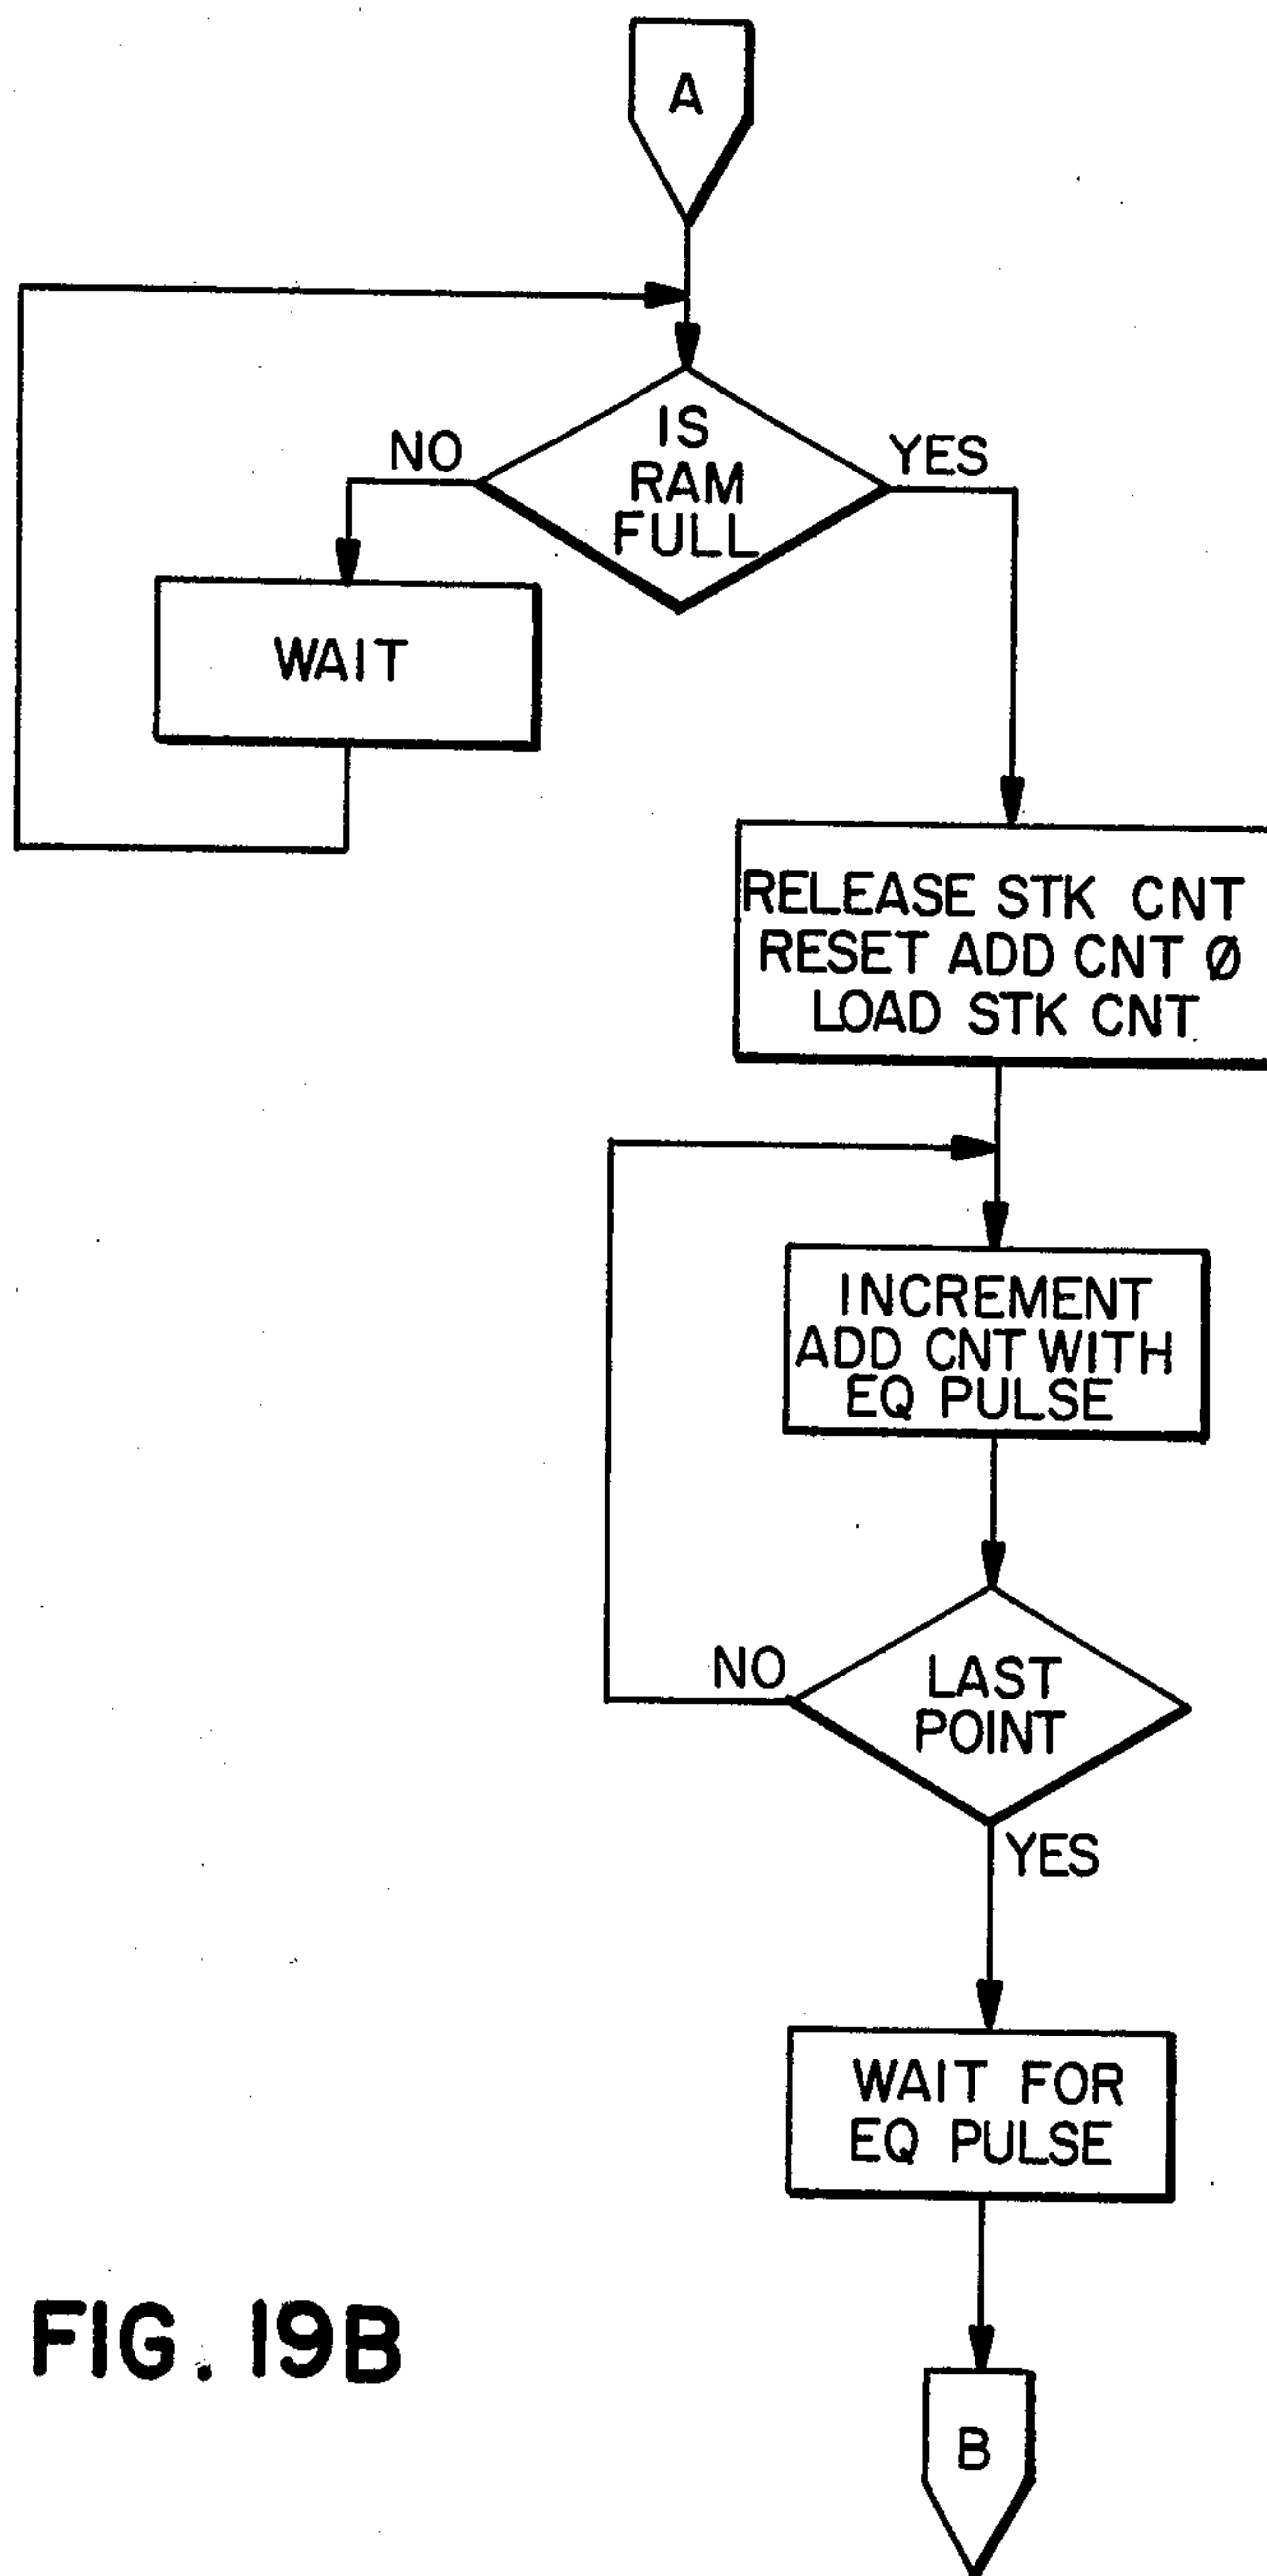 A
IS
RAM
FULL
NO
YES
WAIT
RELEASE STK CNT
RESET ADD CNT Ø
LOAD STK CNT
INCREMENT
ADD CNT WITH
EQ PULSE
LAST
POINT
NO
YES
WAIT FOR
EQ PULSE
B
FIG. 19B